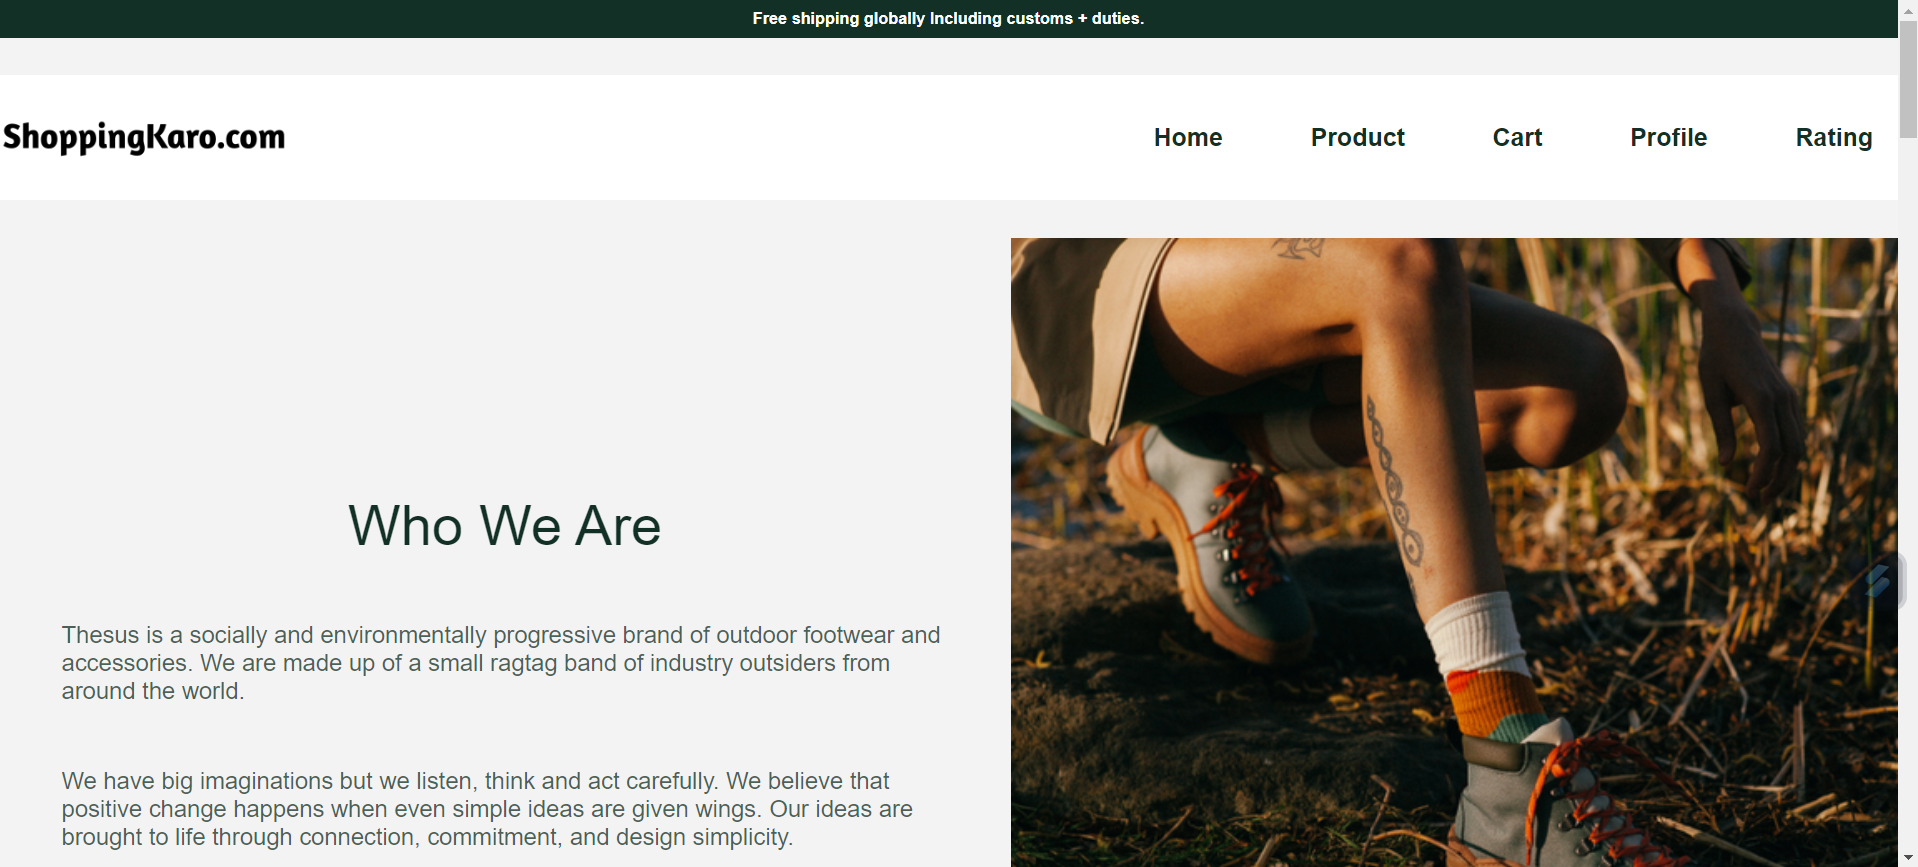 Free shipping globally Including customs + duties.
ShoppingKaro.com
Home Product Cart Profile Rating
Who We Are
Thesus is a socially and environmentally progressive brand of outdoor footwear and
accessories. We are made up of a small ragtag band of industry outsiders from
around the world.
We have big imaginations but we listen, think and act carefully. We believe that
positive change happens when even simple ideas are given wings. Our ideas are
brought to life through connection, commitment, and design simplicity.